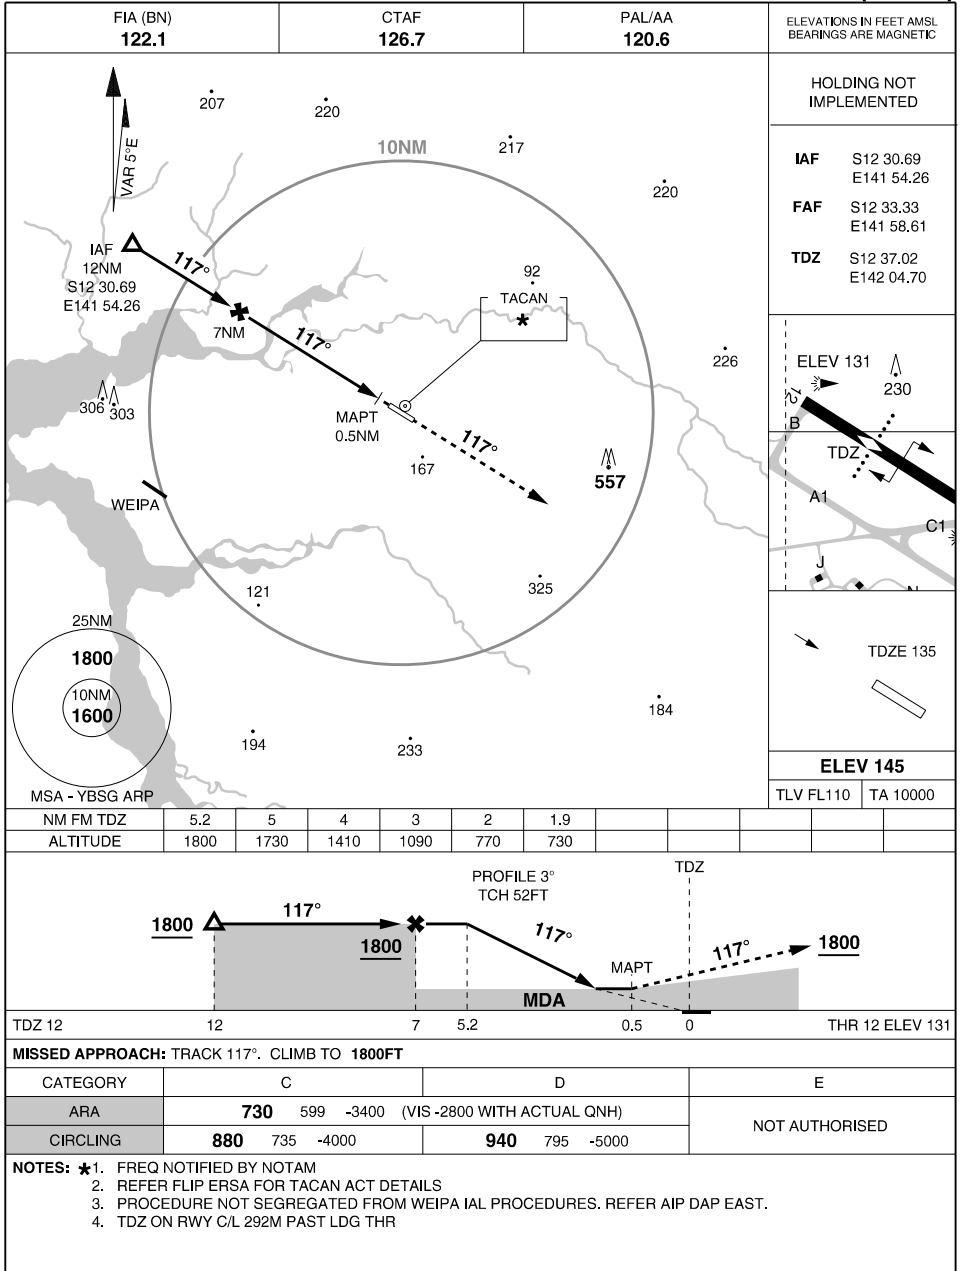 FIA (BN)
122.1
CTAF
126.7
PAL/AA
120.6
ELEVATIONS IN FEET AMSL
BEARINGS ARE MAGNETIC
HOLDING NOT
IMPLEMENTED
IAF S12 30.69
E141 54.26
FAF S12 33.33
E141 58.61
TDZ S12 37.02
E142 04.70
VAR 5°E
207
220
217
220
10NM
IAF
12NM
S12 30.69
E141 54.26
117°
7NM
117°
92
TACAN
*
226
306
303
MAPT
0.5NM
117°
167
557
WEIPA
325
121
184
194
233
25NM
1800
10NM
1600
MSA - YBSG ARP
ELEV 131
230
12
B
TDZ
A1
C1
J
TDZE 135
ELEV 145
TLV FL110 TA 10000
NM FM TDZ 5.2 5 4 3 2 1.9
ALTITUDE 1800 1730 1410 1090 770 730
PROFILE 3°
TCH 52FT
TDZ
1800 117°
1800
117°
MAPT
117°
1800
MDA
TDZ 12 12 7 5.2 0.5 0 THR 12 ELEV 131
MISSED APPROACH: TRACK 117°. CLIMB TO 1800FT
CATEGORY C D E
ARA 730 599 -3400 (VIS -2800 WITH ACTUAL QNH)
NOT AUTHORISED
CIRCLING 880 735 -4000 940 795 -5000
NOTES: *1. FREQ NOTIFIED BY NOTAM
2. REFER FLIP ERSA FOR TACAN ACT DETAILS
3. PROCEDURE NOT SEGREGATED FROM WEIPA IAL PROCEDURES. REFER AIP DAP EAST.
4. TDZ ON RWY C/L 292M PAST LDG THR